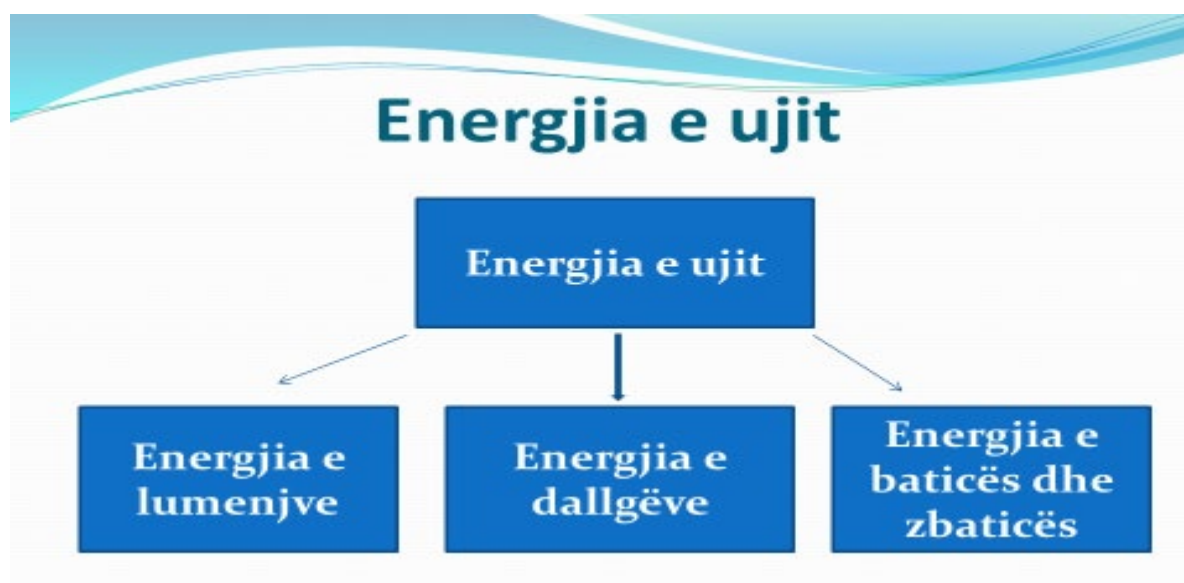 Energjia e ujit
Energjia e ujit
Energjia e
lumenjve
Energjia e
dallgëve
Energjia e
baticës dhe
zbaticës